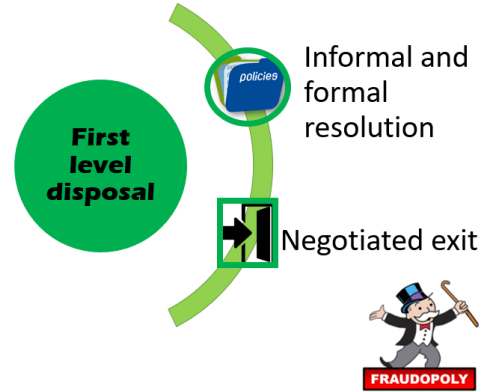 policies
Informal and
formal
resolution
First
level
disposal
Negotiated exit
FRAUDOPOLY